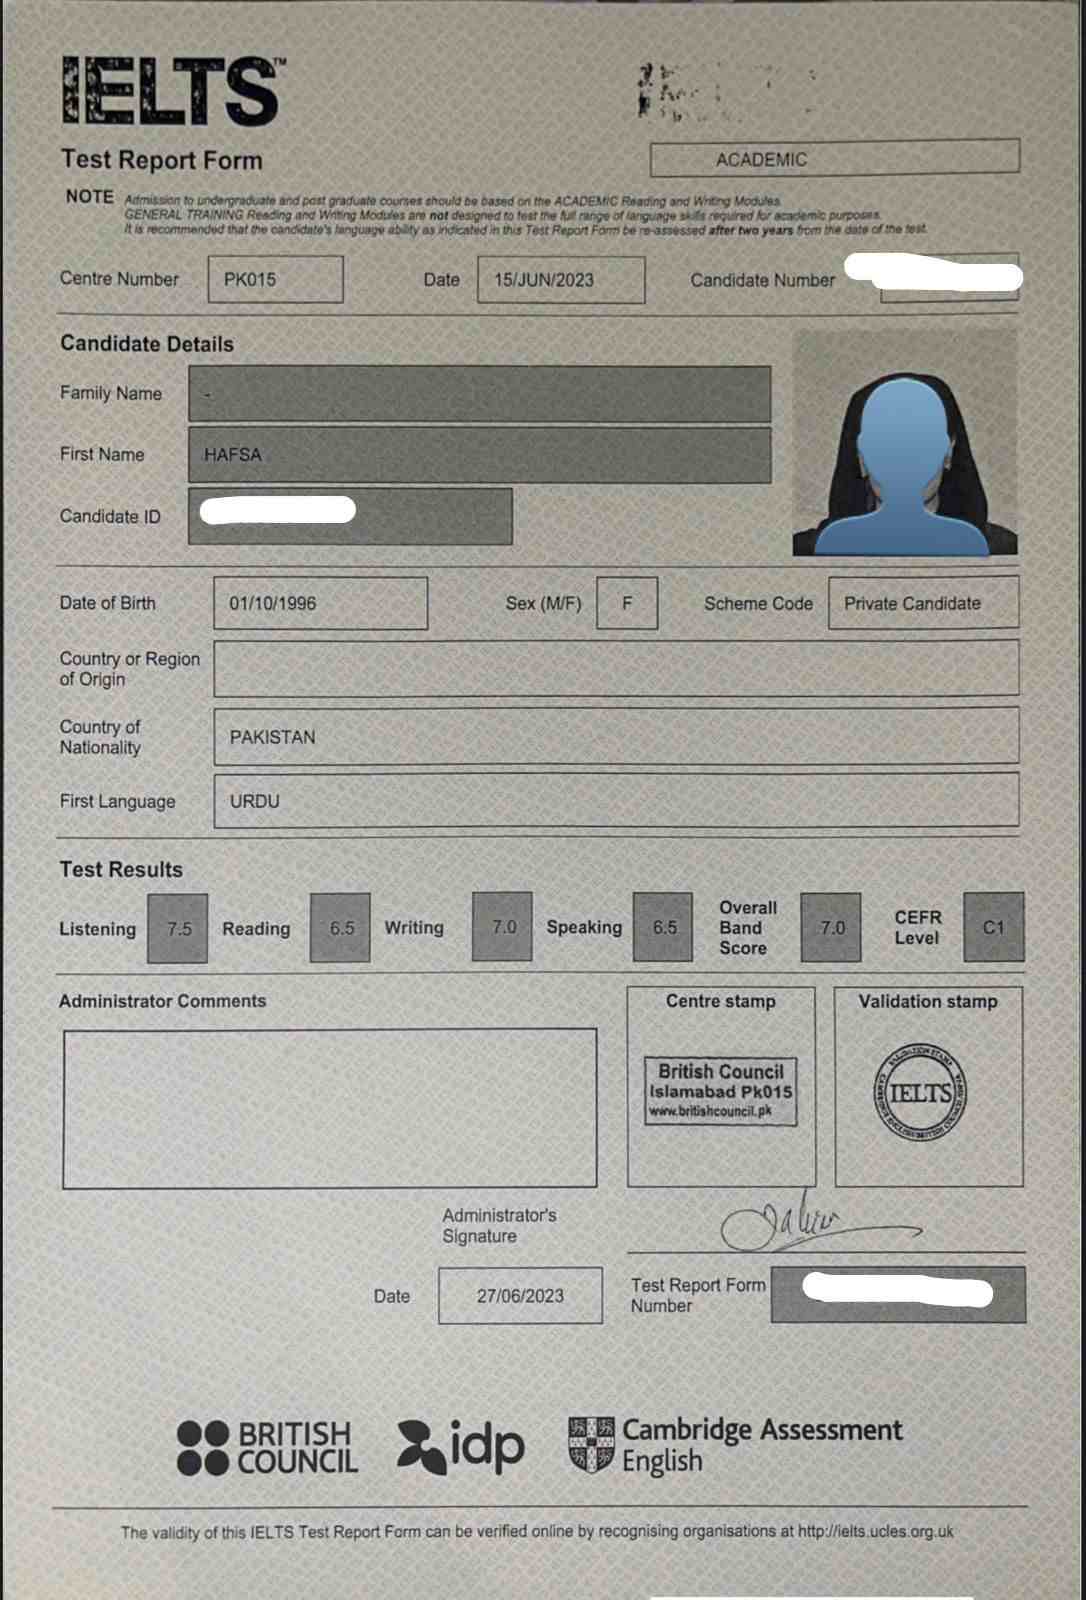 IELTS™
Test Report Form
ACADEMIC
NOTE Admission to undergraduate and post graduate courses should be based on the ACADEMIC Reading and Writing Modules.
GENERAL TRAINING Reading and Writing Modules are not designed to test the full range of language skills required for academic purposes.
It is recommended that the candidate's language ability as indicated in this Test Report Form be re-assessed after two years from the date of the test.
Centre Number PK015 Date 15/JUN/2023 Candidate Number
Candidate Details
Family Name -
First Name HAFSA
Candidate ID
Date of Birth 01/10/1996 Sex (M/F) F Scheme Code Private Candidate
Country or Region
of Origin
Country of
Nationality
PAKISTAN
First Language URDU
Test Results
Listening 7.5 Reading 6.5 Writing 7.0 Speaking 6.5 Overall Band Score 7.0 CEFR Level C1
Administrator Comments
Centre stamp
British Council
Islamabad Pk015
www.britishcouncil.pk
Validation stamp
IELTS
Administrator's
Signature
Date 27/06/2023
Test Report Form
Number
BRITISH
COUNCIL
idp
Cambridge Assessment
English
The validity of this IELTS Test Report Form can be verified online by recognising organisations at http://ielts.ucles.org.uk